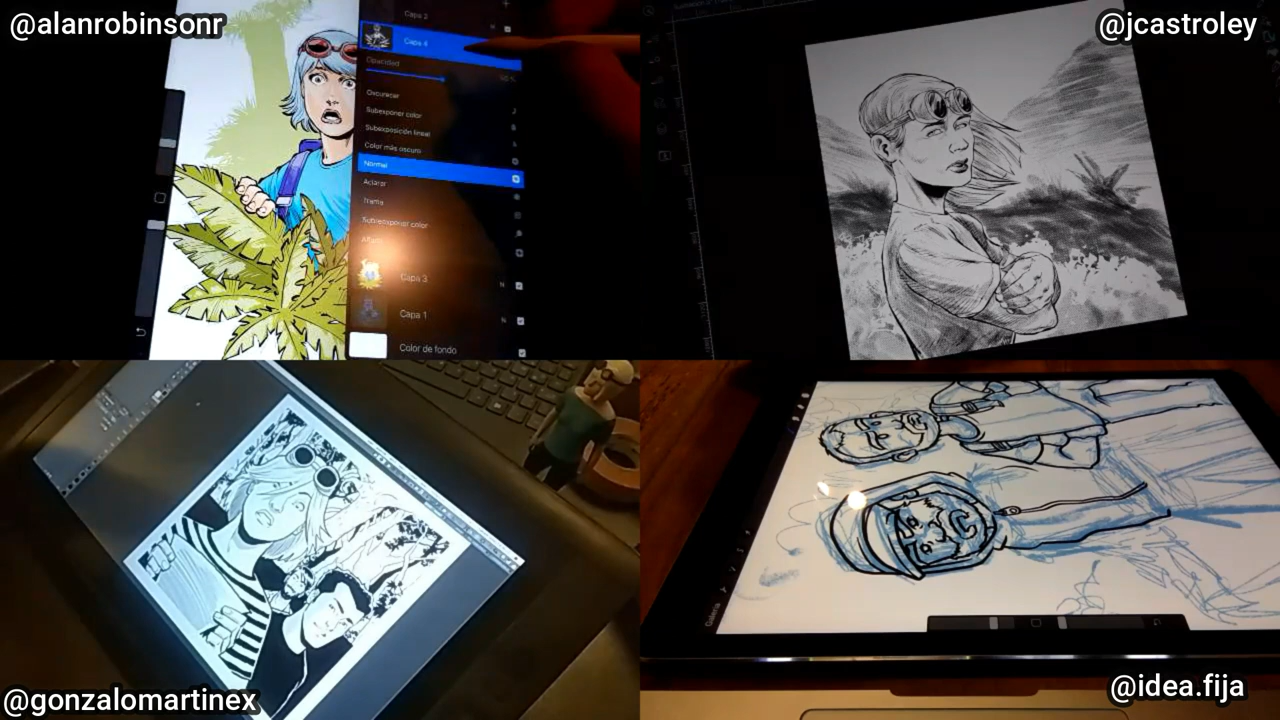 @alanrobinsonr
@jcastroley
Capa 2
Capa 4
Opacidad
Oscurecer
Subexponer color
Subexposición lineal
Color más oscuro
Normal
N
Aclarar
Trama
Sobreexponer color
Capa 3
N
Capa 1
N
Color de fondo
@gonzalomartinex
Galería
@idea.fija